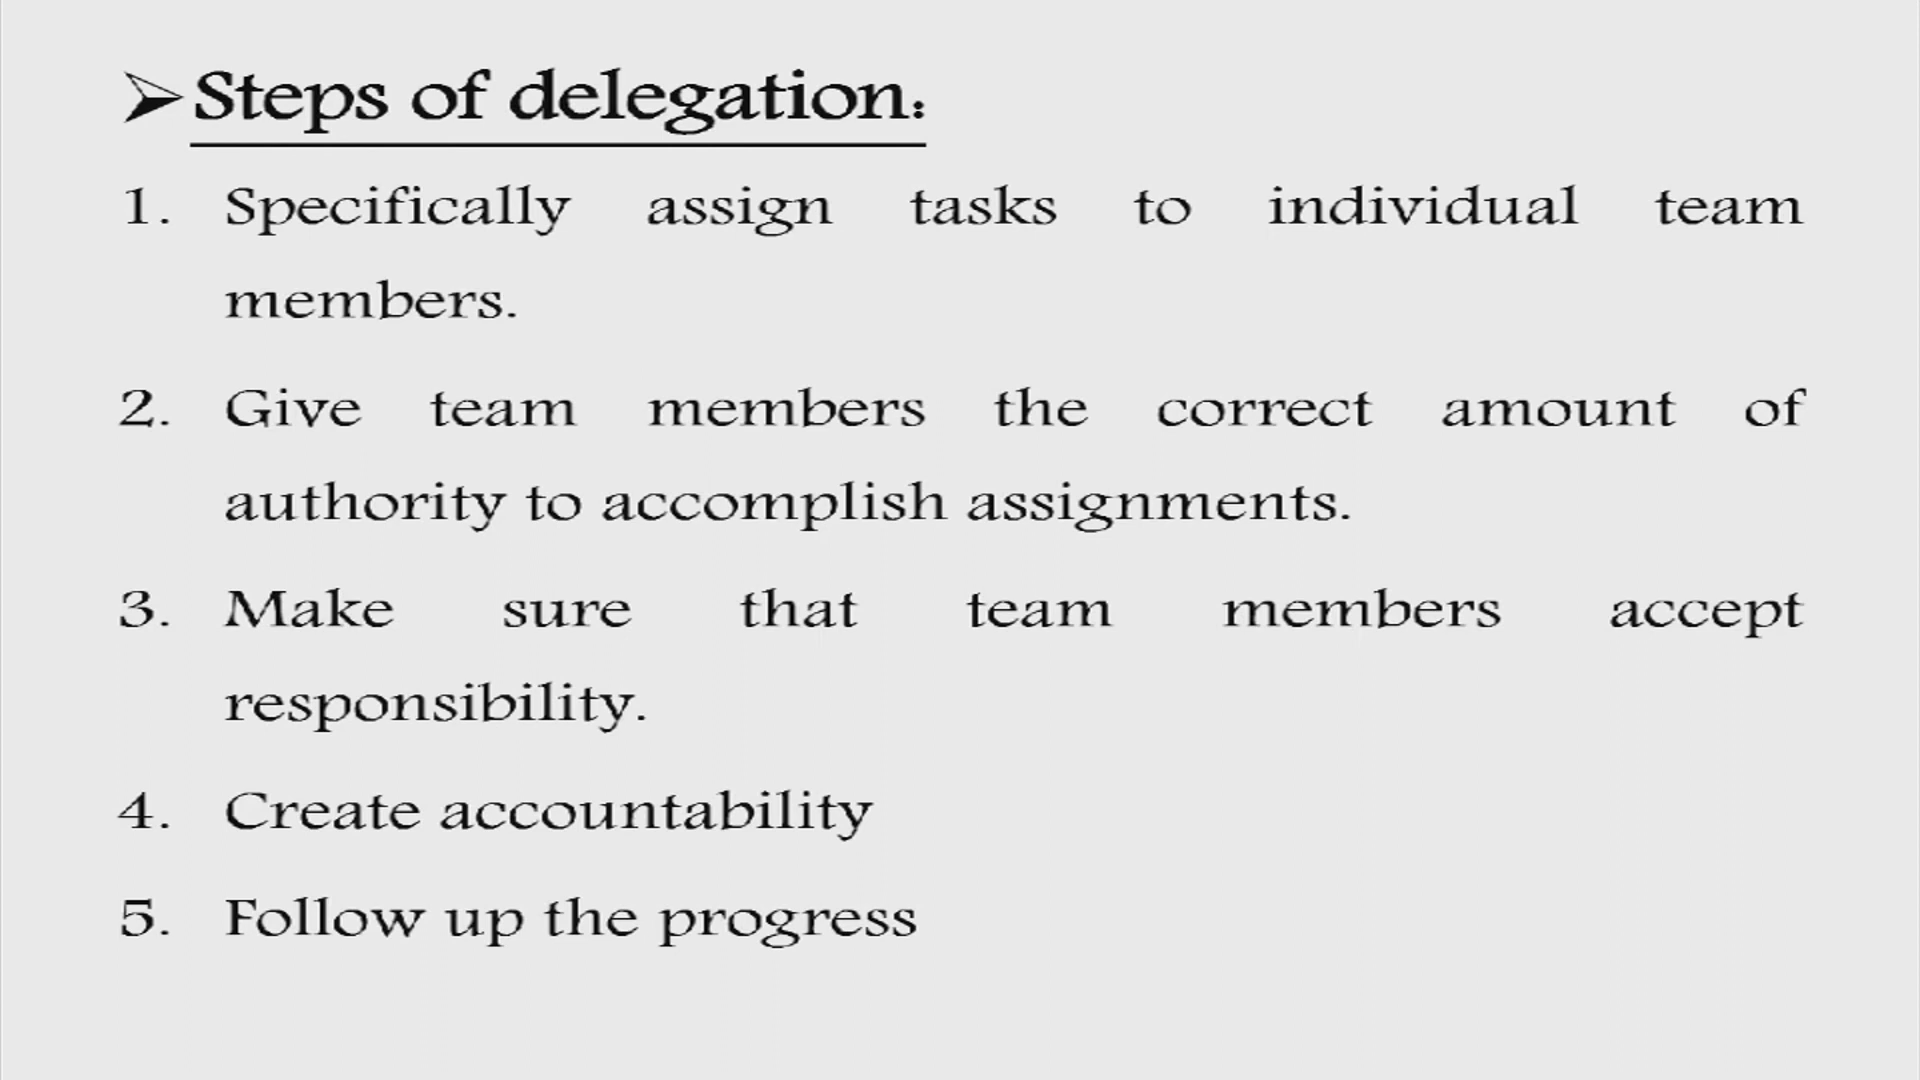 ➢Steps of delegation:
1. Specifically assign tasks to individual team
members.
2. Give team members the correct amount of
authority to accomplish assignments.
3. Make sure that team members accept
responsibility.
4. Create accountability
5. Follow up the progress